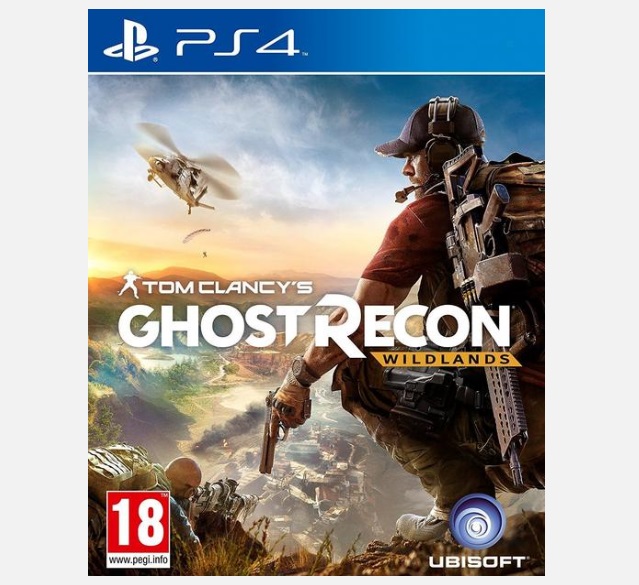 PS4
TOM CLANCY'S
GHOST RECON
WILDLANDS
18
www.pegi.info
UBISOFT